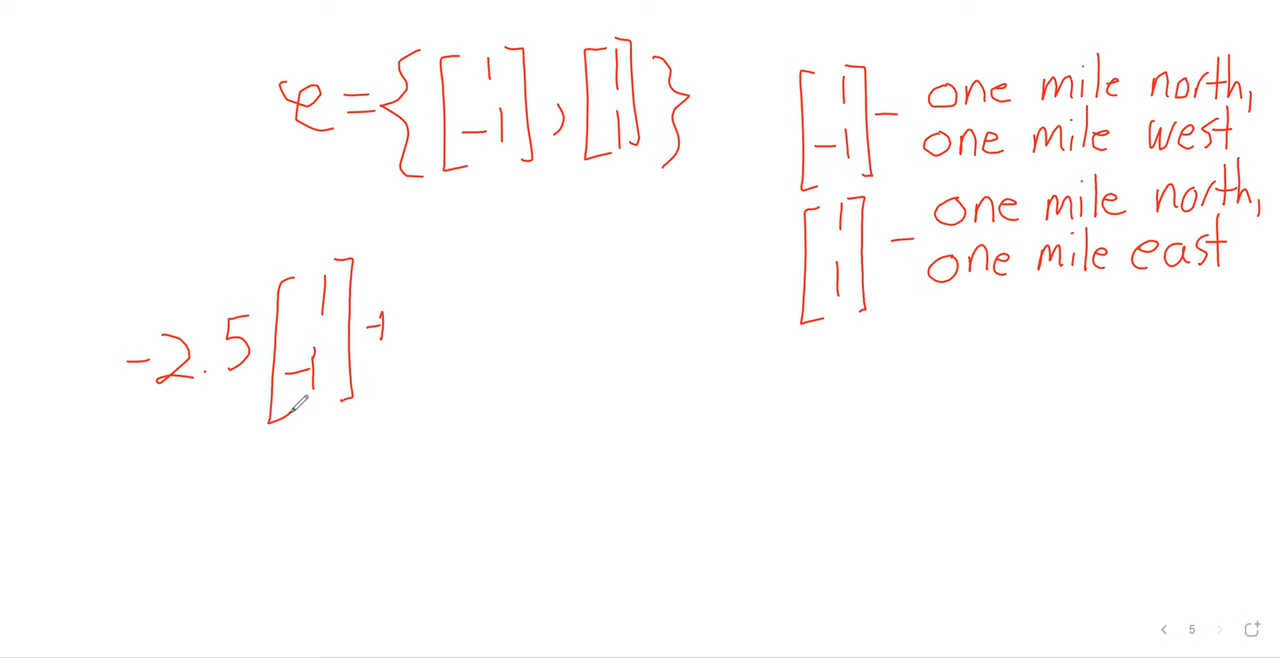 𝒞 = { [1 -1], [1 1] }
[1 -1] - one mile north,
one mile west
[1 1] - one mile north,
one mile east
-2.5 [1 -1] +
5